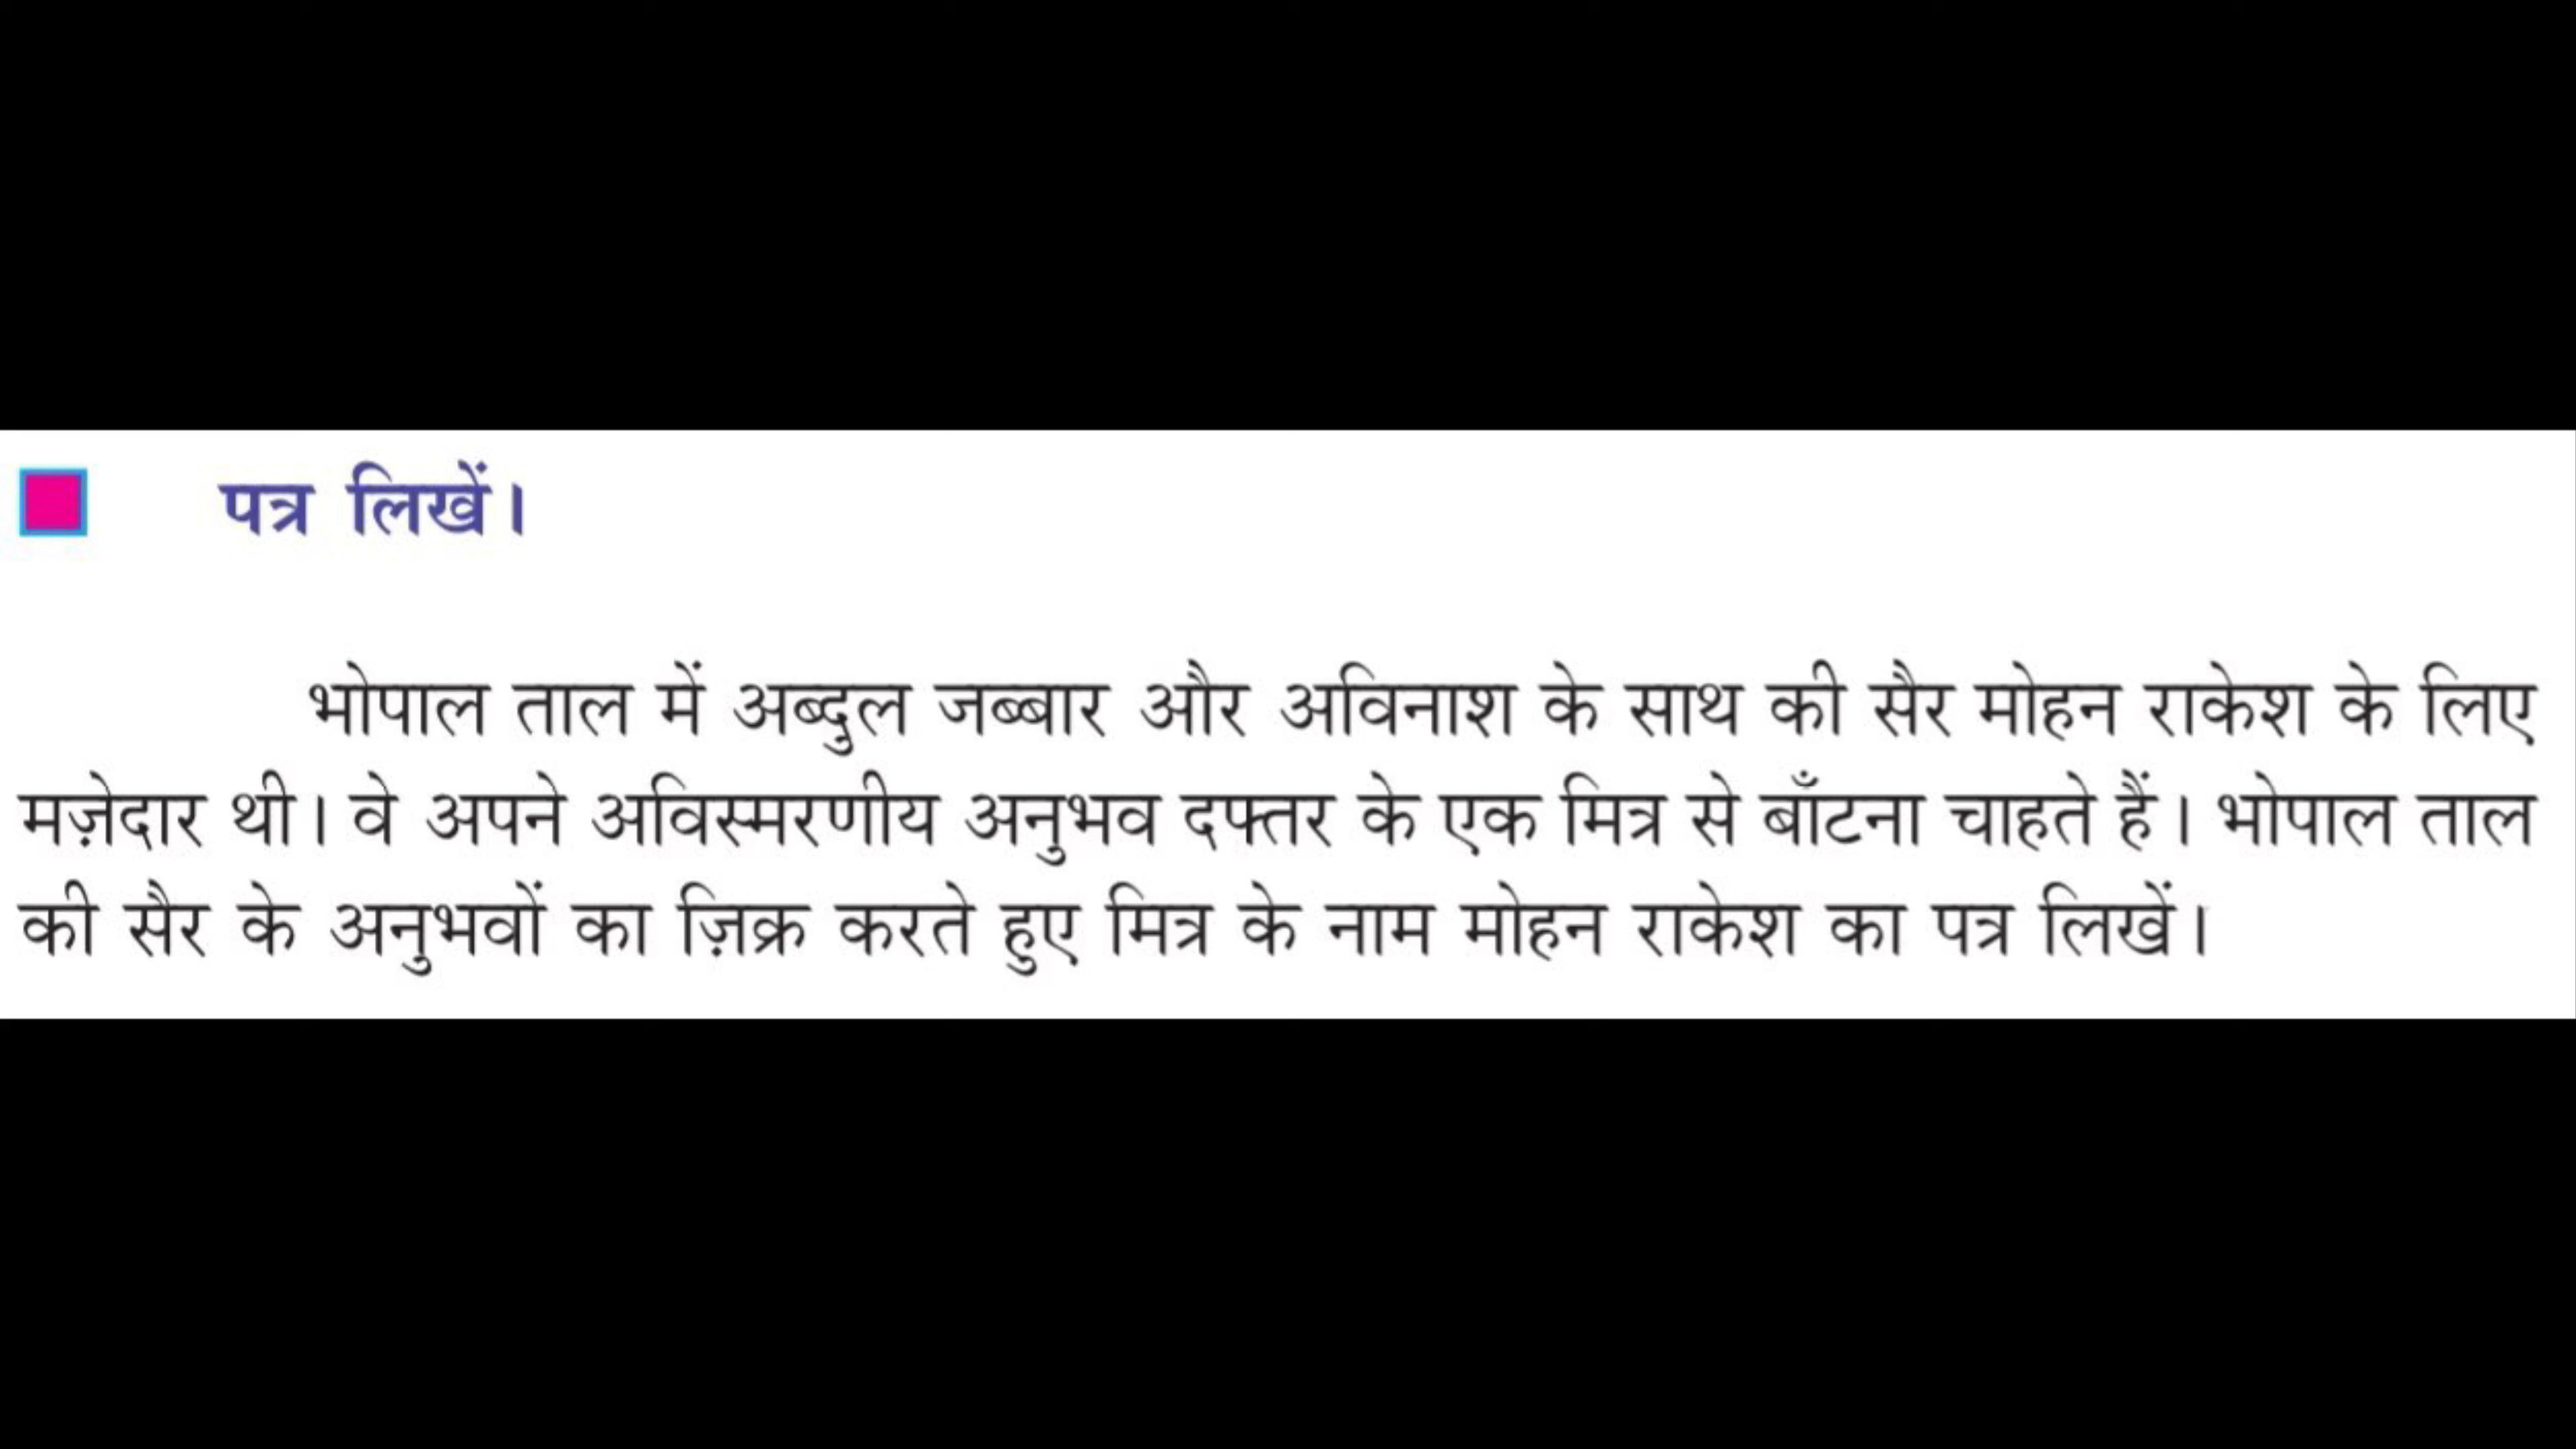 पत्र लिखें।
भोपाल ताल में अब्दुल जब्बार और अविनाश के साथ की सैर मोहन राकेश के लिए
मज़ेदार थी। वे अपने अविस्मरणीय अनुभव दफ्तर के एक मित्र से बाँटना चाहते हैं। भोपाल ताल
की सैर के अनुभवों का ज़िक्र करते हुए मित्र के नाम मोहन राकेश का पत्र लिखें।